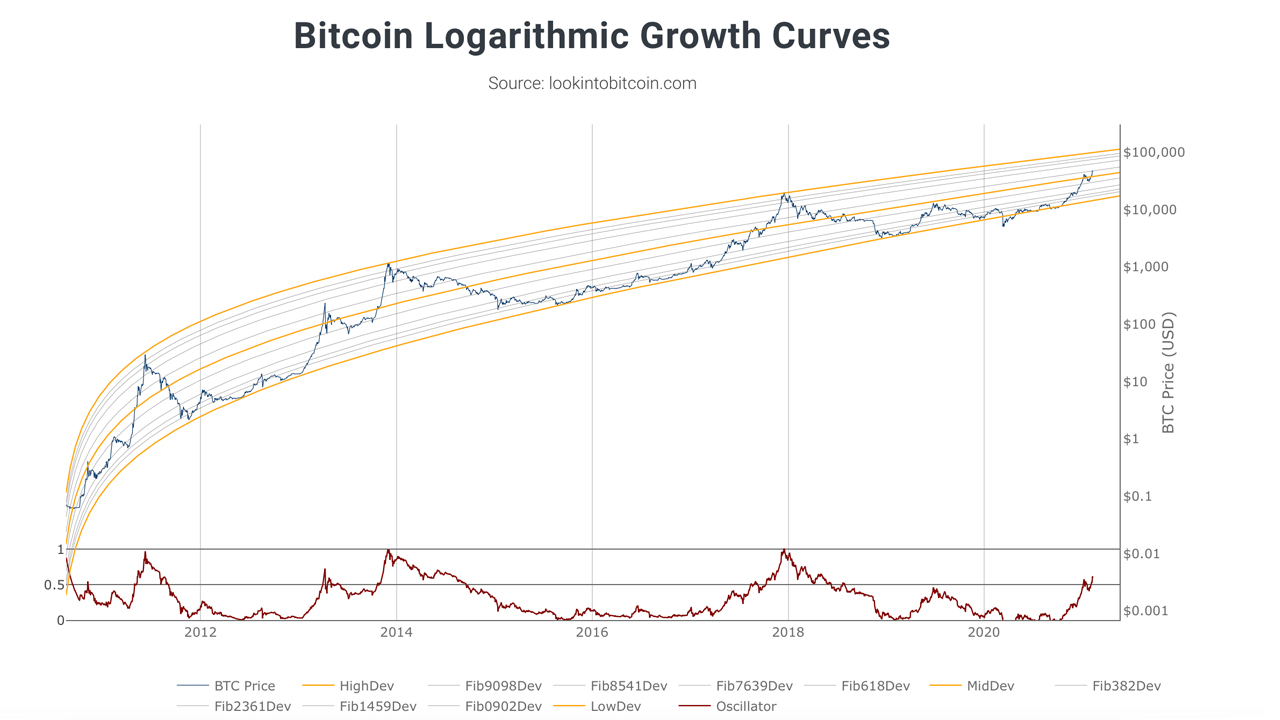 Bitcoin Logarithmic Growth Curves
Source: lookintobitcoin.com
$100,000
$10,000
$1,000
$100
$10
$1
$0.1
$0.01
$0.001
BTC Price (USD)
1
0.5
0
2012 2014 2016 2018 2020
BTC Price HighDev Fib9098Dev Fib8541Dev Fib7639Dev Fib618Dev MidDev Fib382Dev
Fib2361Dev Fib1459Dev Fib0902Dev LowDev Oscillator